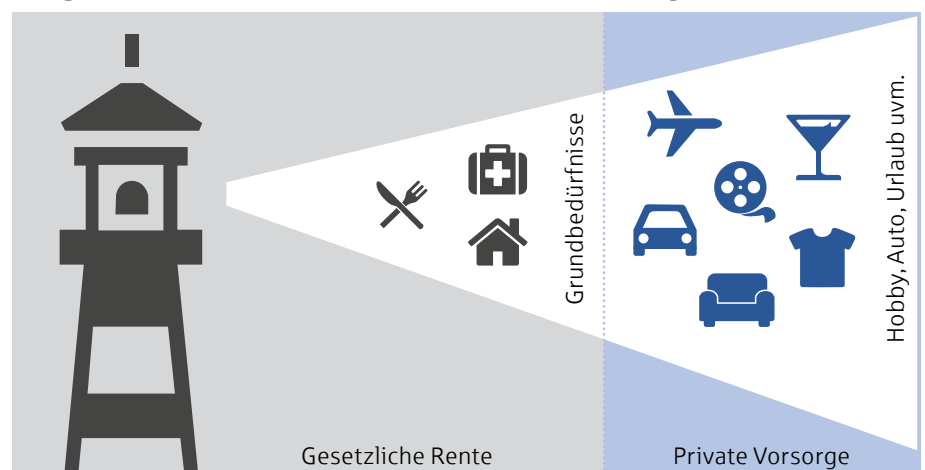 Grundbedürfnisse
Hobby, Auto, Urlaub uvm.
Gesetzliche Rente
Private Vorsorge